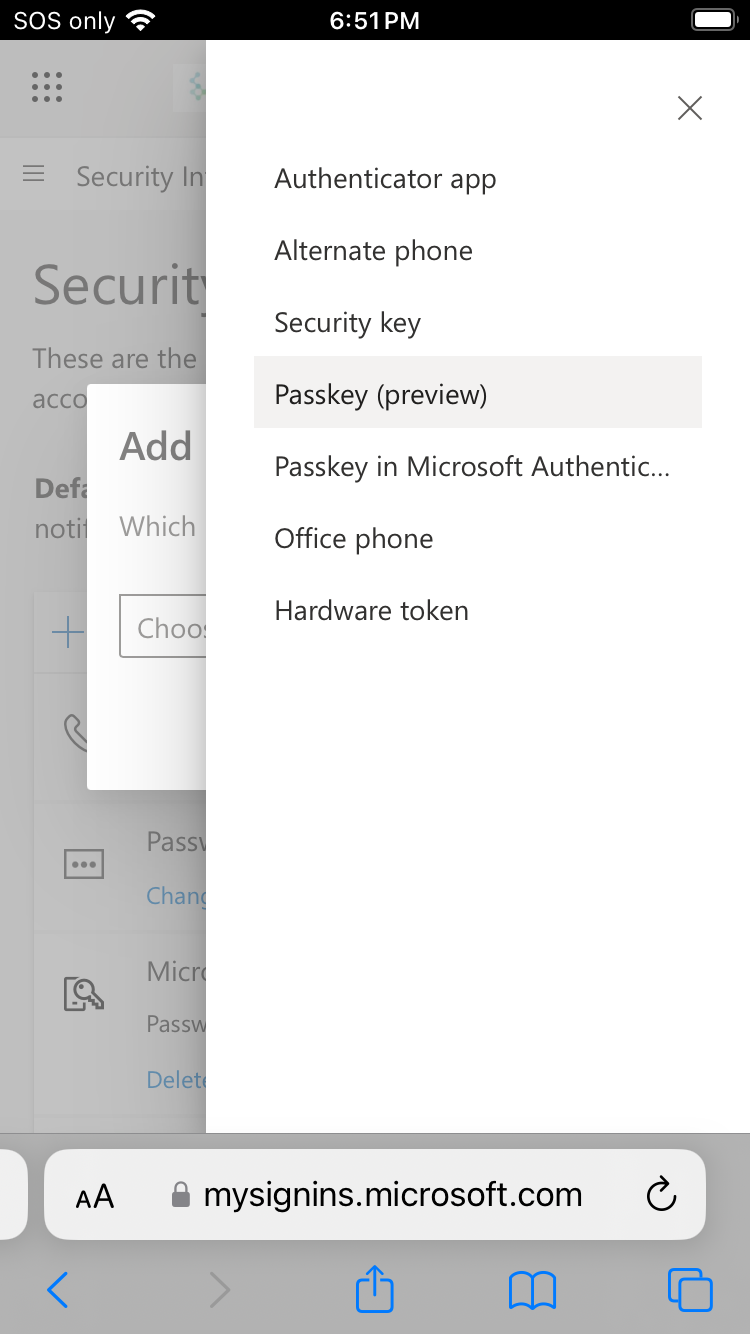 SOS only
6:51 PM
Security In
Security
These are the
acco
Defa
notif
Add
Which
Choos
Passw
Chang
Micro
Passw
Delete
Authenticator app
Alternate phone
Security key
Passkey (preview)
Passkey in Microsoft Authentic...
Office phone
Hardware token
AA
mysignins.microsoft.com